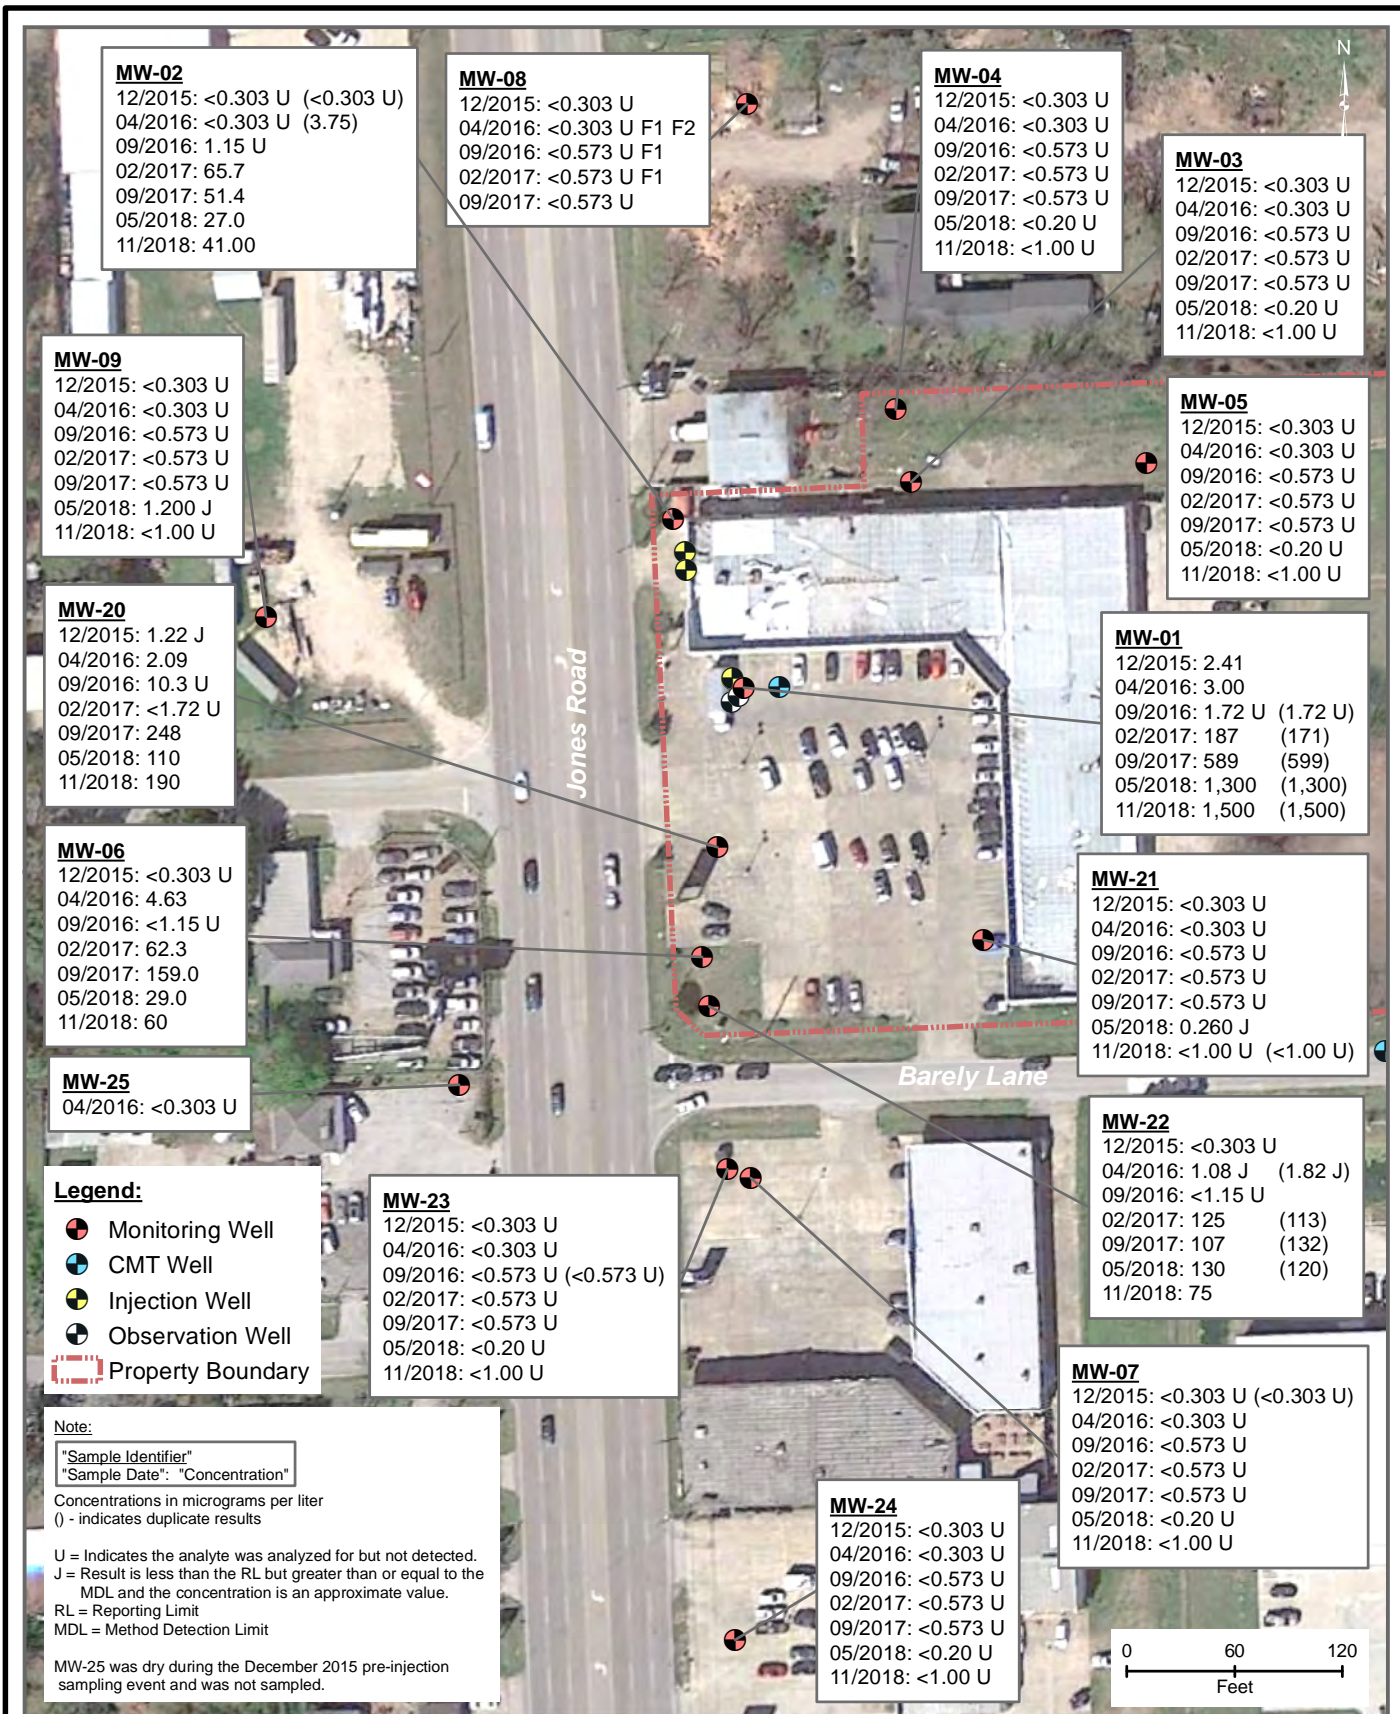 MW-02
12/2015: <0.303 U (<0.303 U)
04/2016: <0.303 U (3.75)
09/2016: 1.15 U
02/2017: 65.7
09/2017: 51.4
05/2018: 27.0
11/2018: 41.00
MW-08
12/2015: <0.303 U
04/2016: <0.303 U F1 F2
09/2016: <0.573 U F1
02/2017: <0.573 U F1
09/2017: <0.573 U
MW-04
12/2015: <0.303 U
04/2016: <0.303 U
09/2016: <0.573 U
02/2017: <0.573 U
09/2017: <0.573 U
05/2018: <0.20 U
11/2018: <1.00 U
N
MW-03
12/2015: <0.303 U
04/2016: <0.303 U
09/2016: <0.573 U
02/2017: <0.573 U
09/2017: <0.573 U
05/2018: <0.20 U
11/2018: <1.00 U
MW-09
12/2015: <0.303 U
04/2016: <0.303 U
09/2016: <0.573 U
02/2017: <0.573 U
09/2017: <0.573 U
05/2018: 1.200 J
11/2018: <1.00 U
MW-05
12/2015: <0.303 U
04/2016: <0.303 U
09/2016: <0.573 U
02/2017: <0.573 U
09/2017: <0.573 U
05/2018: <0.20 U
11/2018: <1.00 U
MW-20
12/2015: 1.22 J
04/2016: 2.09
09/2016: 10.3 U
02/2017: <1.72 U
09/2017: 248
05/2018: 110
11/2018: 190
Jones Road
MW-01
12/2015: 2.41
04/2016: 3.00
09/2016: 1.72 U (1.72 U)
02/2017: 187 (171)
09/2017: 589 (599)
05/2018: 1,300 (1,300)
11/2018: 1,500 (1,500)
MW-06
12/2015: <0.303 U
04/2016: 4.63
09/2016: <1.15 U
02/2017: 62.3
09/2017: 159.0
05/2018: 29.0
11/2018: 60
MW-21
12/2015: <0.303 U
04/2016: <0.303 U
09/2016: <0.573 U
02/2017: <0.573 U
09/2017: <0.573 U
05/2018: 0.260 J
11/2018: <1.00 U (<1.00 U)
MW-25
04/2016: <0.303 U
Barely Lane
MW-22
12/2015: <0.303 U
04/2016: 1.08 J (1.82 J)
09/2016: <1.15 U
02/2017: 125 (113)
09/2017: 107 (132)
05/2018: 130 (120)
11/2018: 75
Legend:
Monitoring Well
CMT Well
Injection Well
Observation Well
Property Boundary
MW-23
12/2015: <0.303 U
04/2016: <0.303 U
09/2016: <0.573 U (<0.573 U)
02/2017: <0.573 U
09/2017: <0.573 U
05/2018: <0.20 U
11/2018: <1.00 U
MW-07
12/2015: <0.303 U (<0.303 U)
04/2016: <0.303 U
09/2016: <0.573 U
02/2017: <0.573 U
09/2017: <0.573 U
05/2018: <0.20 U
11/2018: <1.00 U
Note:
"Sample Identifier"
"Sample Date": "Concentration"
Concentrations in micrograms per liter
() - indicates duplicate results
U = Indicates the analyte was analyzed for but not detected.
J = Result is less than the RL but greater than or equal to the
MDL and the concentration is an approximate value.
RL = Reporting Limit
MDL = Method Detection Limit
MW-25 was dry during the December 2015 pre-injection
sampling event and was not sampled.
MW-24
12/2015: <0.303 U
04/2016: <0.303 U
09/2016: <0.573 U
02/2017: <0.573 U
09/2017: <0.573 U
05/2018: <0.20 U
11/2018: <1.00 U
0 60 120
Feet